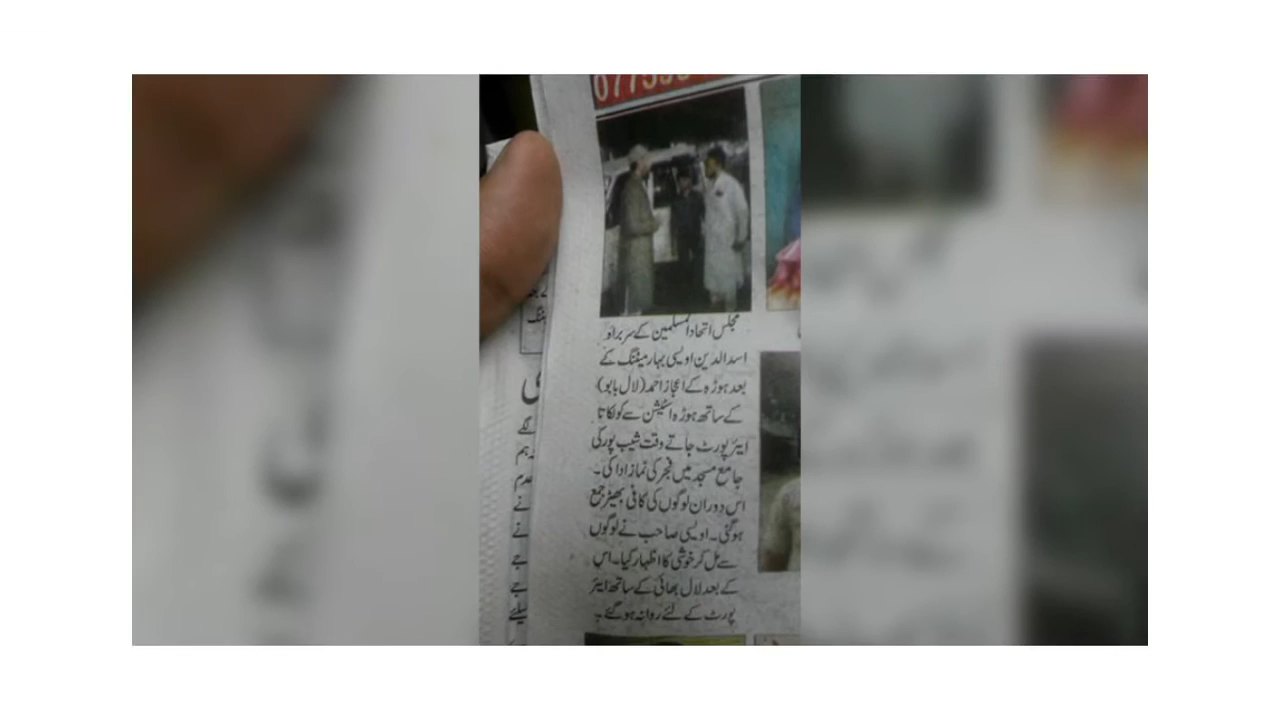 07753
مجلس اتحاد المسلمین کے سربراہ
اسدالدین اویسی بہار میٹنگ کے
بعد ہوڑہ کے اعجاز احمد (لال بابو)
کے ساتھ ہوڑہ اسٹیشن سے کولکاتا
ایئرپورٹ جاتے وقت شیب پور کی
جامع مسجد میں فجر کی نماز ادا کی۔
اس دوران لوگوں کی کافی بھیڑ جمع
ہوگئی۔ اویسی صاحب نے لوگوں
سے مل کر خوشی کا اظہار کیا۔ اس
کے بعد لال بھائی کے ساتھ ایئر
پورٹ کے لئے روانہ ہوگئے۔